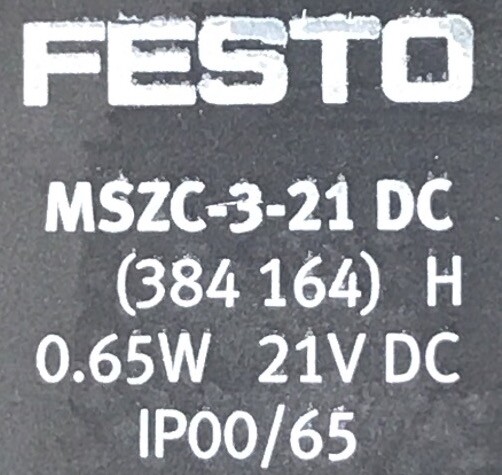 FESTO
MSZC-3-21 DC
(384 164) H
0.65W 21V DC
IP00/65